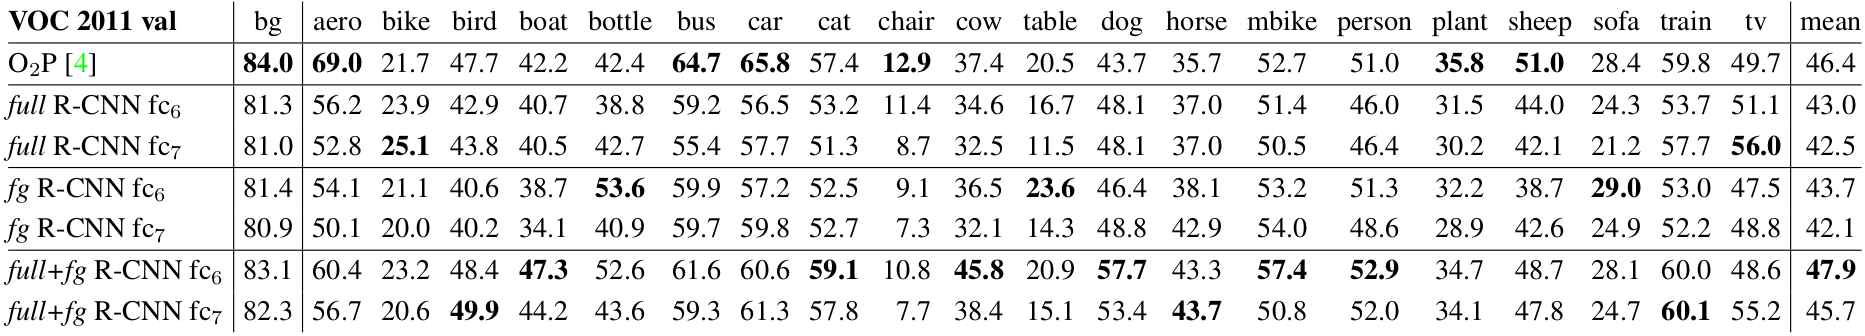 VOC 2011 val bg aero bike bird boat bottle bus car cat chair cow table dog horse mbike person plant sheep sofa train tv mean
O₂P [4] 84.0 69.0 21.7 47.7 42.2 42.4 64.7 65.8 57.4 12.9 37.4 20.5 43.7 35.7 52.7 51.0 35.8 51.0 28.4 59.8 49.7 46.4
full R-CNN fc₆ 81.3 56.2 23.9 42.9 40.7 38.8 59.2 56.5 53.2 11.4 34.6 16.7 48.1 37.0 51.4 46.0 31.5 44.0 24.3 53.7 51.1 43.0
full R-CNN fc₇ 81.0 52.8 25.1 43.8 40.5 42.7 55.4 57.7 51.3 8.7 32.5 11.5 48.1 37.0 50.5 46.4 30.2 42.1 21.2 57.7 56.0 42.5
fg R-CNN fc₆ 81.4 54.1 21.1 40.6 38.7 53.6 59.9 57.2 52.5 9.1 36.5 23.6 46.4 38.1 53.2 51.3 32.2 38.7 29.0 53.0 47.5 43.7
fg R-CNN fc₇ 80.9 50.1 20.0 40.2 34.1 40.9 59.7 59.8 52.7 7.3 32.1 14.3 48.8 42.9 54.0 48.6 28.9 42.6 24.9 52.2 48.8 42.1
full+fg R-CNN fc₆ 83.1 60.4 23.2 48.4 47.3 52.6 61.6 60.6 59.1 10.8 45.8 20.9 57.7 43.3 57.4 52.9 34.7 48.7 28.1 60.0 48.6 47.9
full+fg R-CNN fc₇ 82.3 56.7 20.6 49.9 44.2 43.6 59.3 61.3 57.8 7.7 38.4 15.1 53.4 43.7 50.8 52.0 34.1 47.8 24.7 60.1 55.2 45.7